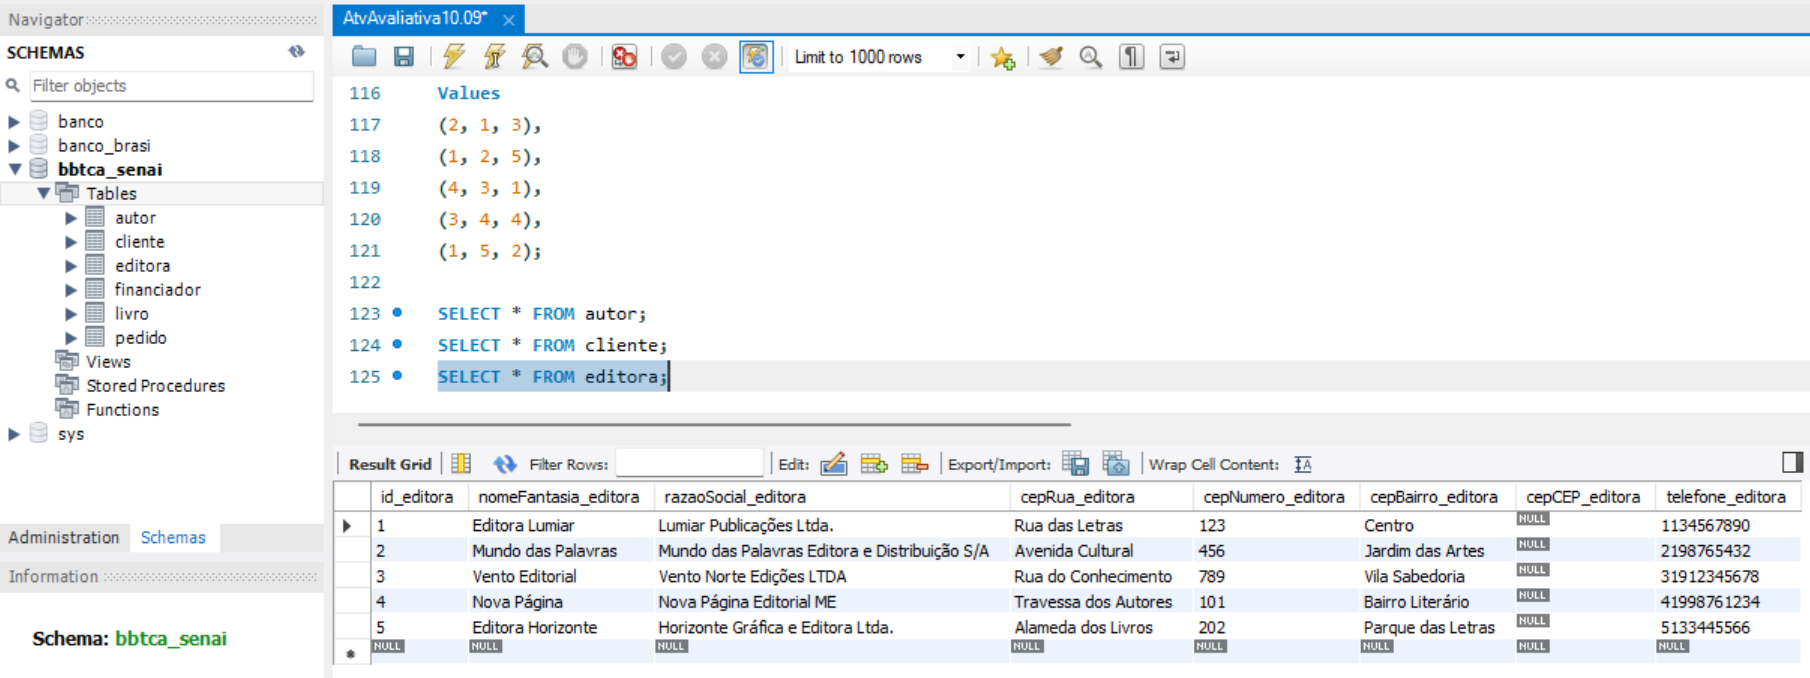 Navigator
SCHEMAS
Filter objects
banco
banco_brasi
bbtca_senai
Tables
autor
cliente
editora
financiador
livro
pedido
Views
Stored Procedures
Functions
sys
Administration Schemas
Information
Schema: bbtca_senai
AtvAvaliativa10.09* ×
Limit to 1000 rows
116 Values
117 (2, 1, 3),
118 (1, 2, 5),
119 (4, 3, 1),
120 (3, 4, 4),
121 (1, 5, 2);
122
123 SELECT * FROM autor;
124 SELECT * FROM cliente;
125 SELECT * FROM editora;
Result Grid Filter Rows: Edit: Export/Import: Wrap Cell Content:
id_editora nomeFantasia_editora razaoSocial_editora cepRua_editora cepNumero_editora cepBairro_editora cepCEP_editora telefone_editora
1 Editora Lumiar Lumiar Publicações Ltda. Rua das Letras 123 Centro NULL 1134567890
2 Mundo das Palavras Mundo das Palavras Editora e Distribuição S/A Avenida Cultural 456 Jardim das Artes NULL 2198765432
3 Vento Editorial Vento Norte Edições LTDA Rua do Conhecimento 789 Vila Sabedoria NULL 31912345678
4 Nova Página Nova Página Editorial ME Travessa dos Autores 101 Bairro Literário NULL 41998761234
5 Editora Horizonte Horizonte Gráfica e Editora Ltda. Alameda dos Livros 202 Parque das Letras NULL 5133445566
* NULL NULL NULL NULL NULL NULL NULL NULL